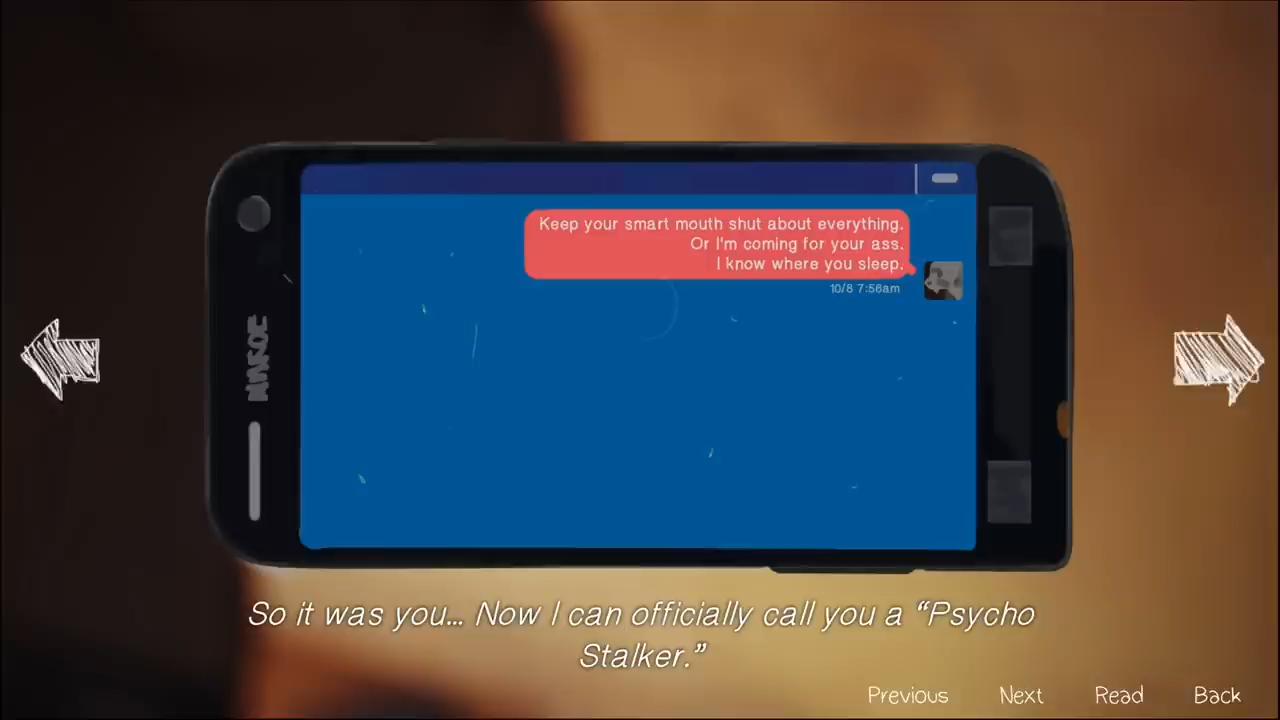 Keep your smart mouth shut about everything.
Or I'm coming for your ass.
I know where you sleep.
10/8 7:56am
So it was you... Now I can officially call you a “Psycho
Stalker.”
Previous Next Read Back